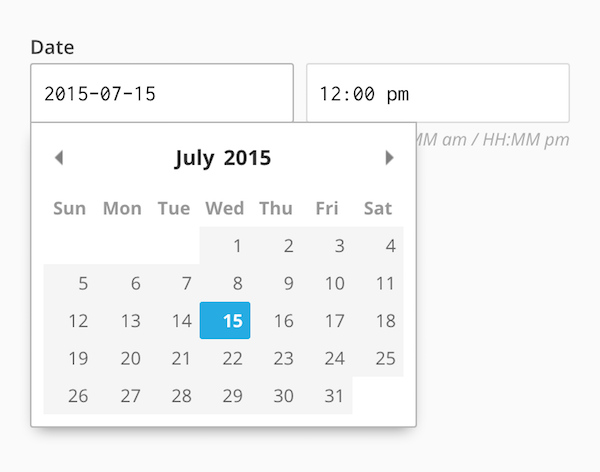 Date
2015-07-15 12:00 pm
MM am / HH:MM pm
July 2015
Sun Mon Tue Wed Thu Fri Sat
1 2 3 4
5 6 7 8 9 10 11
12 13 14 15 16 17 18
19 20 21 22 23 24 25
26 27 28 29 30 31